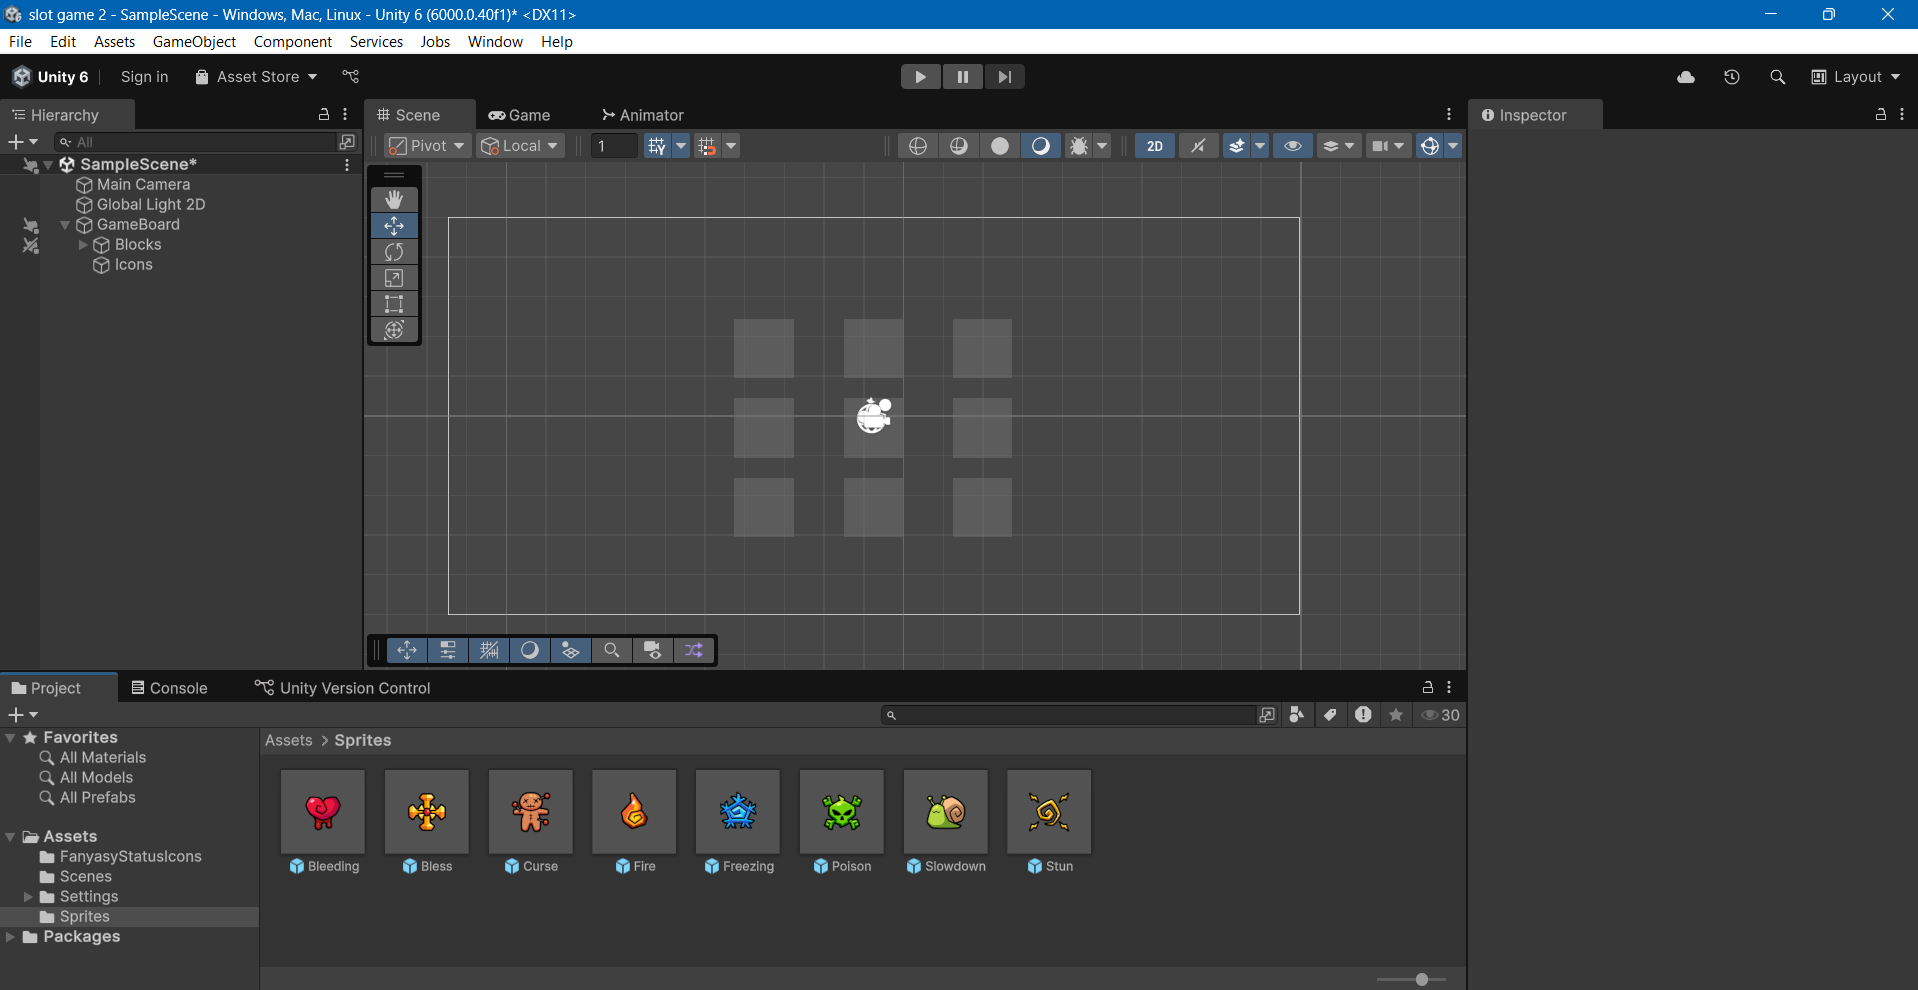 slot game 2 - SampleScene - Windows, Mac, Linux - Unity 6 (6000.0.40f1)* <DX11>
File Edit Assets GameObject Component Services Jobs Window Help
Unity 6 Sign in Asset Store Layout
Hierarchy Scene Game Animator Inspector
All Pivot Local 1 2D
SampleScene*
Main Camera
Global Light 2D
GameBoard
Blocks
Icons
Project Console Unity Version Control
30
Favorites
All Materials
All Models
All Prefabs
Assets
FanyasyStatusIcons
Scenes
Settings
Sprites
Packages
Assets > Sprites
Bleeding Bless Curse Fire Freezing Poison Slowdown Stun